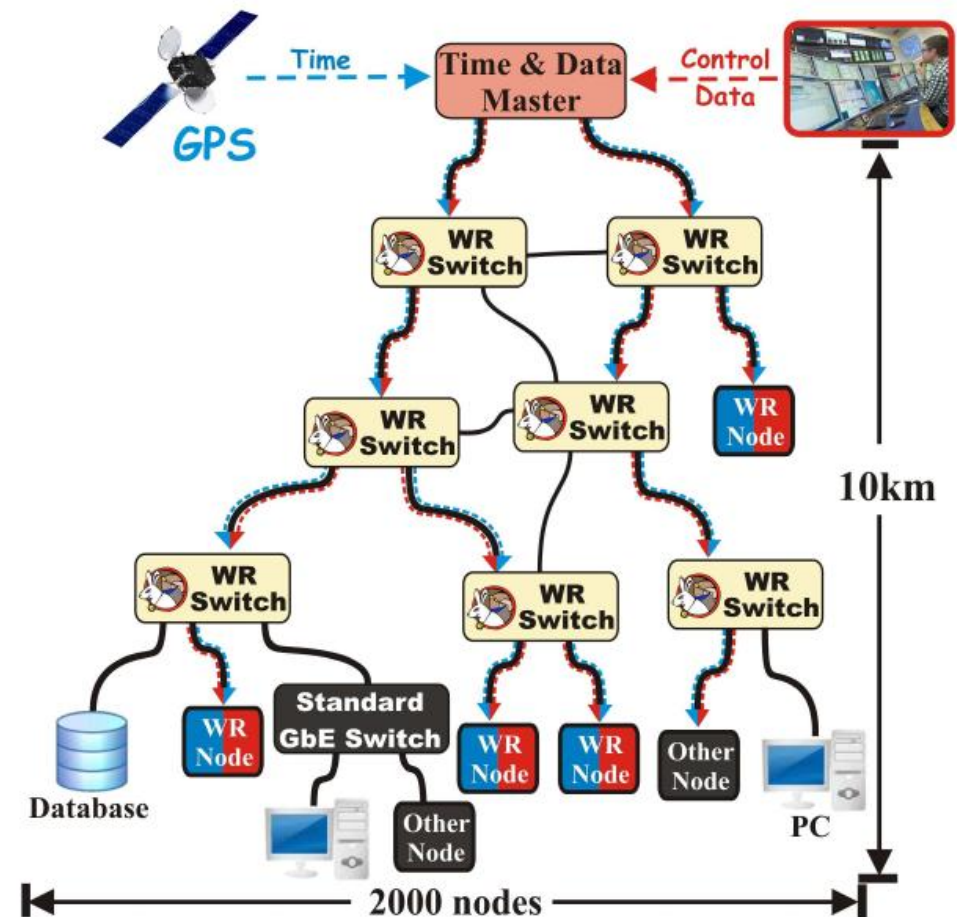 Time
Time & Data
Master
Control
Data
GPS
WR
Switch
WR
Switch
WR
Switch
WR
Switch
WR
Node
10km
WR
Switch
WR
Switch
WR
Switch
Standard
GbE Switch
WR
Node
WR
Node
WR
Node
Other
Node
Database
Other
Node
PC
2000 nodes